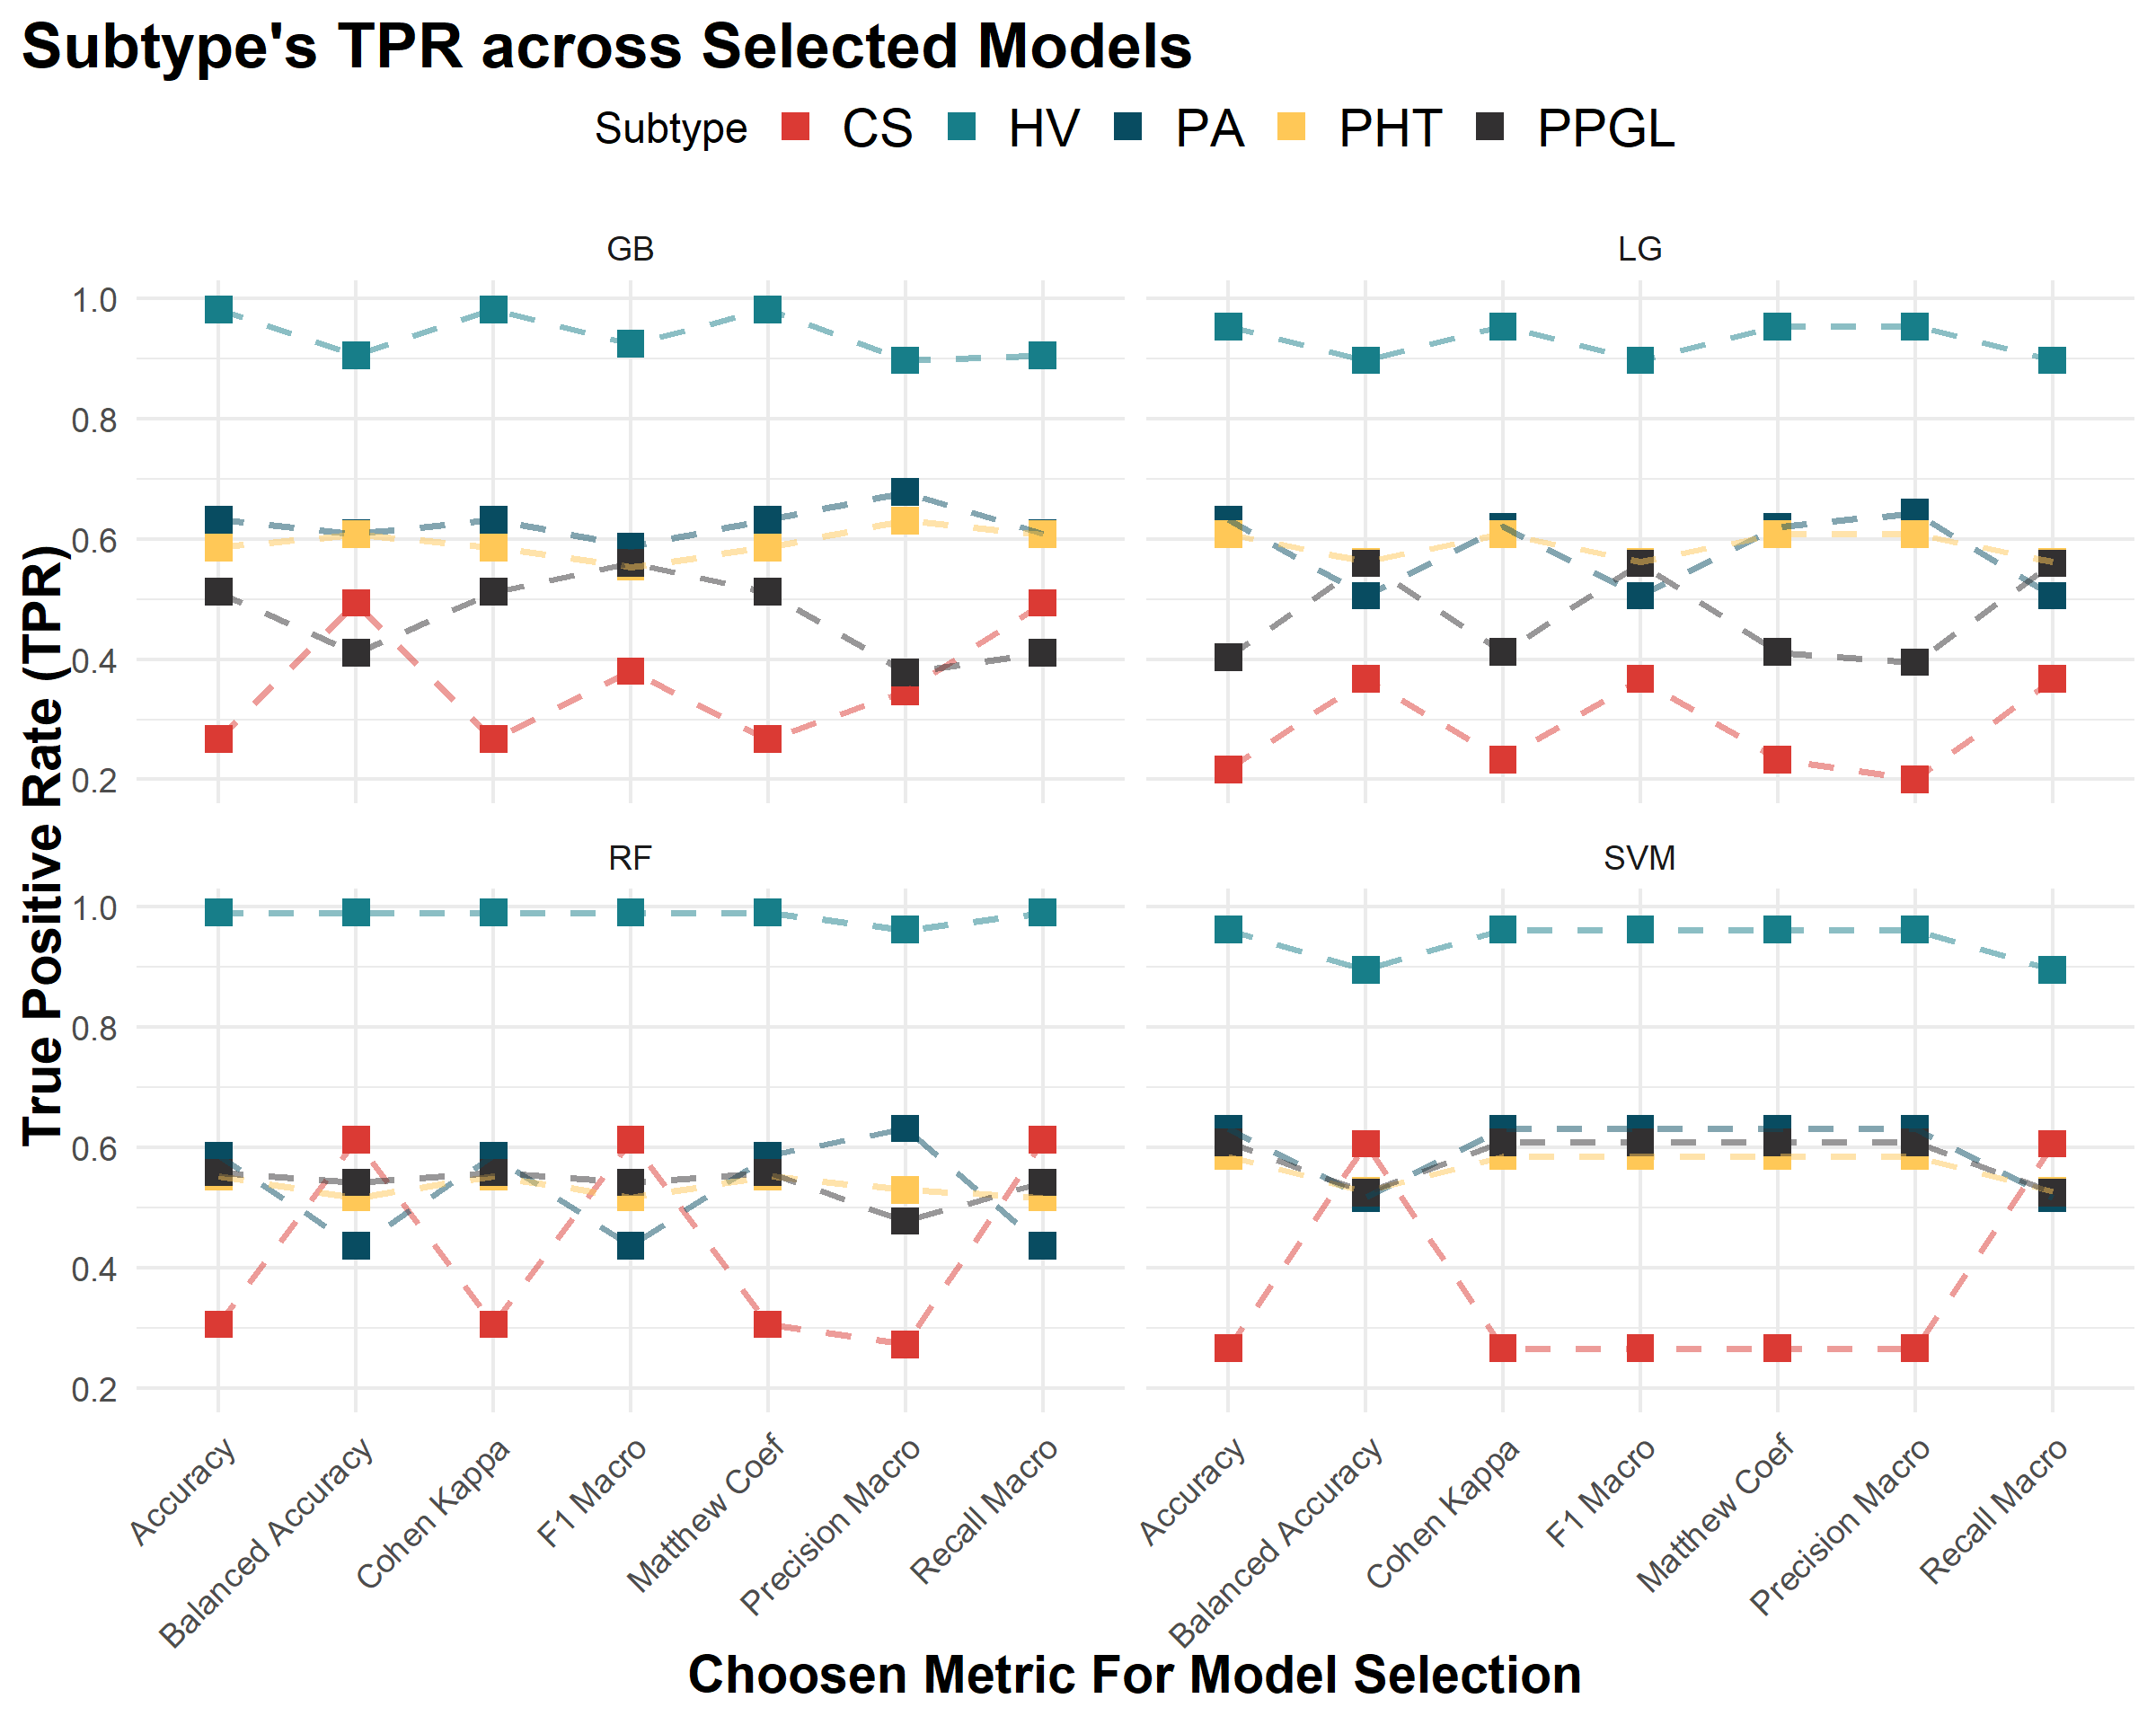 Subtype's TPR across Selected Models
Subtype CS HV PA PHT PPGL
True Positive Rate (TPR)
GB
LG
1.0
0.8
0.6
0.4
0.2
RF
SVM
1.0
0.8
0.6
0.4
0.2
Accuracy
Balanced Accuracy
Cohen Kappa
F1 Macro
Matthew Coef
Precision Macro
Recall Macro
Accuracy
Balanced Accuracy
Cohen Kappa
F1 Macro
Matthew Coef
Precision Macro
Recall Macro
Choosen Metric For Model Selection